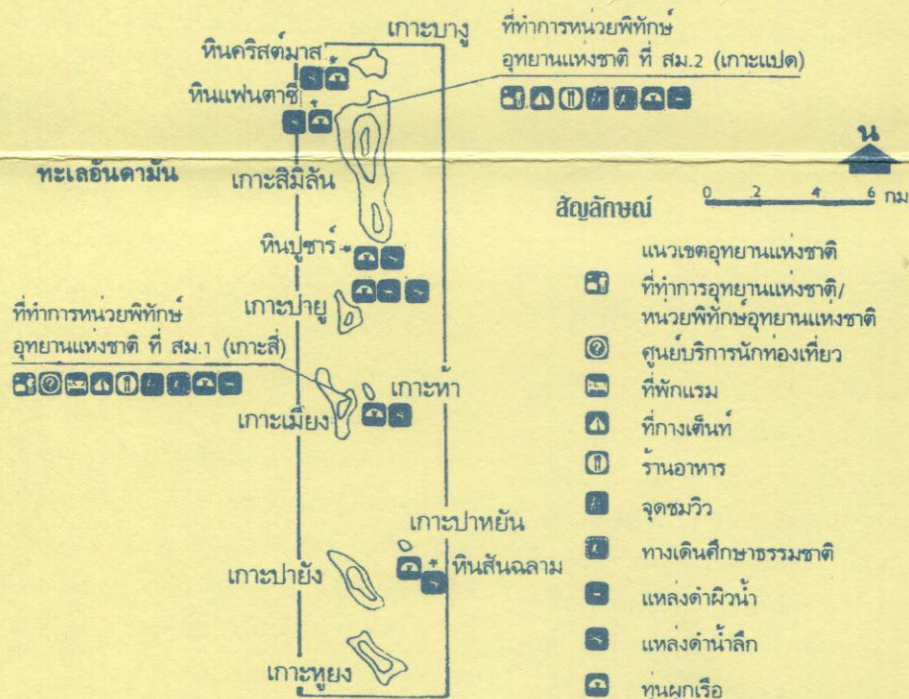 เกาะบางู
ที่ทำการหน่วยพิทักษ์
อุทยานแห่งชาติ ที่ สม.2 (เกาะแปด)
หินคริสต์มาส
หินแฟนตาซี
น
ทะเลอันดามัน
เกาะสิมิลัน
0 2 4 6 กม
สัญลักษณ์
หินปูซาร์
แนวเขตอุทยานแห่งชาติ
ที่ทำการอุทยานแห่งชาติ/
หน่วยพิทักษ์อุทยานแห่งชาติ
ศูนย์บริการนักท่องเที่ยว
ที่พักแรม
ที่กางเต็นท์
ร้านอาหาร
จุดชมวิว
ทางเดินศึกษาธรรมชาติ
แหล่งดำผิวน้ำ
แหล่งดำน้ำลึก
ทุ่นผูกเรือ
เกาะปายู
ที่ทำการหน่วยพิทักษ์
อุทยานแห่งชาติ ที่ สม.1 (เกาะสี่)
เกาะห้า
เกาะเมี่ยง
เกาะปาหยัน
เกาะปายัง
หินสันฉลาม
เกาะหูยง